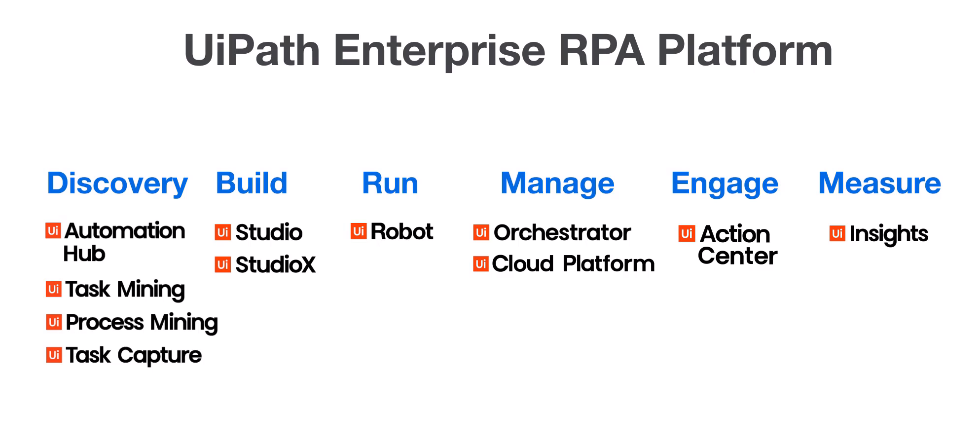 UiPath Enterprise RPA Platform
Discovery
Ui Automation
Hub
Ui Task Mining
Ui Process Mining
Ui Task Capture
Build
Ui Studio
Ui StudioX
Run
Ui Robot
Manage
Ui Orchestrator
Ui Cloud Platform
Engage
Ui Action
Center
Measure
Ui Insights